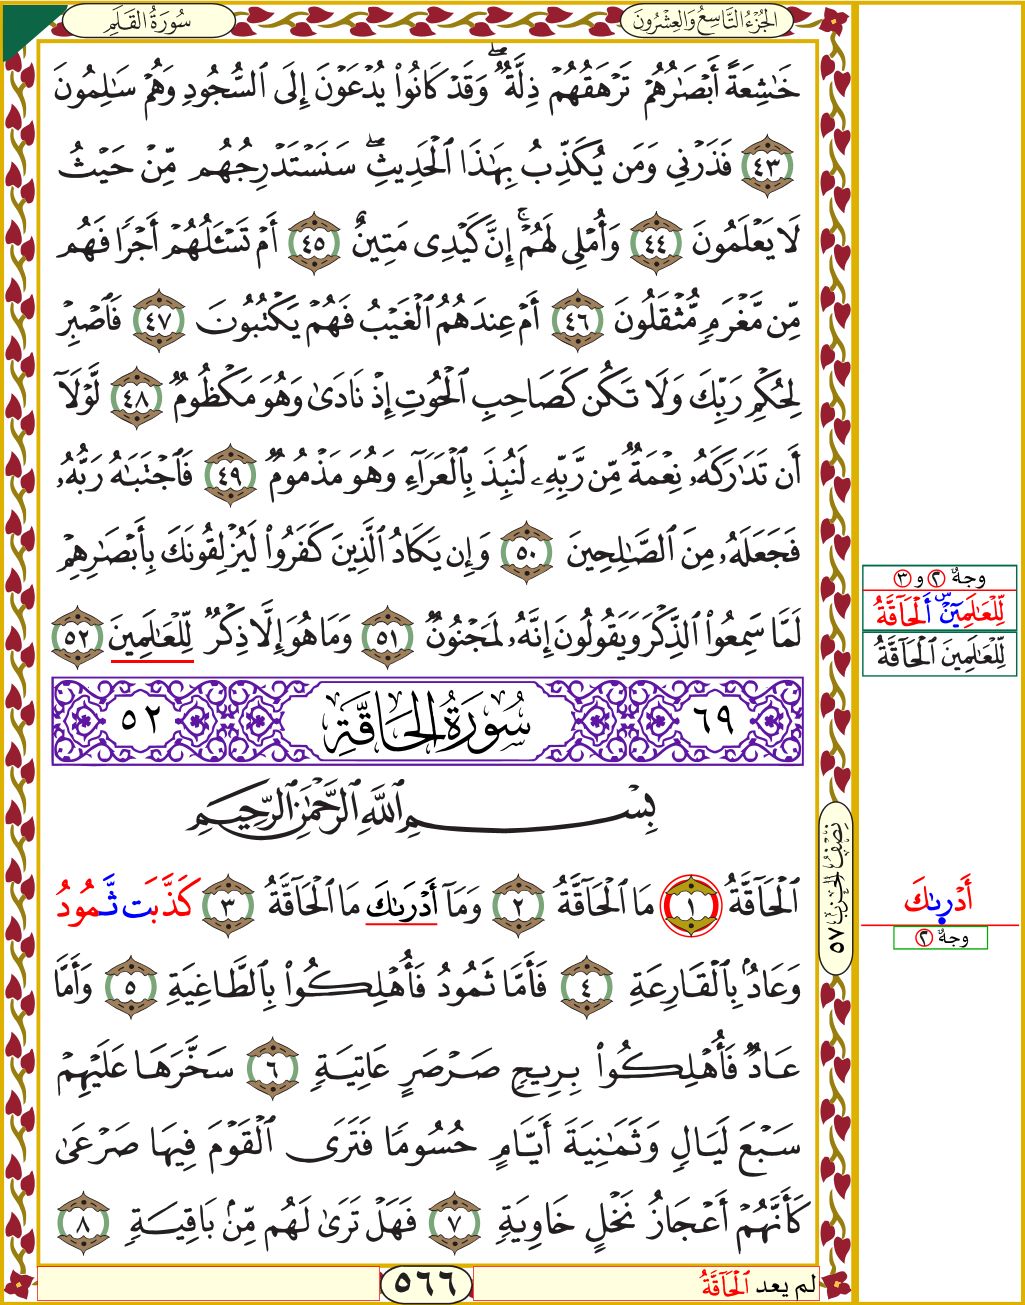 سُورَةُ القَلَمِ
الجُزْءُ التَّاسِعُ وَالعِشْرُونَ
خَٰشِعَةً أَبْصَٰرُهُمْ تَرْهَقُهُمْ ذِلَّةٌۖ وَقَدْ كَانُوا۟ يُدْعَوْنَ إِلَى ٱلسُّجُودِ وَهُمْ سَٰلِمُونَ
٤٣ فَذَرْنِى وَمَن يُكَذِّبُ بِهَٰذَا ٱلْحَدِيثِۖ سَنَسْتَدْرِجُهُم مِّنْ حَيْثُ
لَا يَعْلَمُونَ ٤٤ وَأُمْلِى لَهُمْۚ إِنَّ كَيْدِى مَتِينٌ ٤٥ أَمْ تَسْـَٔلُهُمْ أَجْرًا فَهُم
مِّن مَّغْرَمٍ مُّثْقَلُونَ ٤٦ أَمْ عِندَهُمُ ٱلْغَيْبُ فَهُمْ يَكْتُبُونَ ٤٧ فَٱصْبِرْ
لِحُكْمِ رَبِّكَ وَلَا تَكُن كَصَاحِبِ ٱلْحُوتِ إِذْ نَادَىٰ وَهُوَ مَكْظُومٌ ٤٨ لَّوْلَآ
أَن تَدَٰرَكَهُۥ نِعْمَةٌ مِّن رَّبِّهِۦ لَنُبِذَ بِٱلْعَرَآءِ وَهُوَ مَذْمُومٌ ٤٩ فَٱجْتَبَٰهُ رَبُّهُۥ
فَجَعَلَهُۥ مِنَ ٱلصَّٰلِحِينَ ٥٠ وَإِن يَكَادُ ٱلَّذِينَ كَفَرُوا۟ لَيُزْلِقُونَكَ بِأَبْصَٰرِهِمْ
لَمَّا سَمِعُوا۟ ٱلذِّكْرَ وَيَقُولُونَ إِنَّهُۥ لَمَجْنُونٌ ٥١ وَمَا هُوَ إِلَّا ذِكْرٌ لِّلْعَٰلَمِينَ ٥٢
٦٩ سُورَةُ الحَاقَّةِ ٥٢
بِسْمِ ٱللَّهِ ٱلرَّحْمَٰنِ ٱلرَّحِيمِ
ٱلْحَآقَّةُ ١ مَا ٱلْحَآقَّةُ ٢ وَمَآ أَدْرَىٰكَ مَا ٱلْحَآقَّةُ ٣ كَذَّبَت ثَّمُودُ
وَعَادٌۢ بِٱلْقَارِعَةِ ٤ فَأَمَّا ثَمُودُ فَأُهْلِكُوا۟ بِٱلطَّاغِيَةِ ٥ وَأَمَّا
عَادٌ فَأُهْلِكُوا۟ بِرِيحٍ صَرْصَرٍ عَاتِيَةٍ ٦ سَخَّرَهَا عَلَيْهِمْ
سَبْعَ لَيَالٍ وَثَمَٰنِيَةَ أَيَّامٍ حُسُومًا فَتَرَى ٱلْقَوْمَ فِيهَا صَرْعَىٰ
كَأَنَّهُمْ أَعْجَازُ نَخْلٍ خَاوِيَةٍ ٧ فَهَلْ تَرَىٰ لَهُم مِّنۢ بَاقِيَةٍ ٨
وجهٌ ٢ و ٣
لِّلْعَٰلَمِينَۜ أَلْحَآقَّةُ
لِّلْعَٰلَمِينَ ٱلْحَآقَّةُ
نِصْفُ الحِزْبِ ٥٧
أَدْرِىٰكَ
وجهٌ ٢
لم يعد ٱلْحَآقَّةُ
٥٦٦